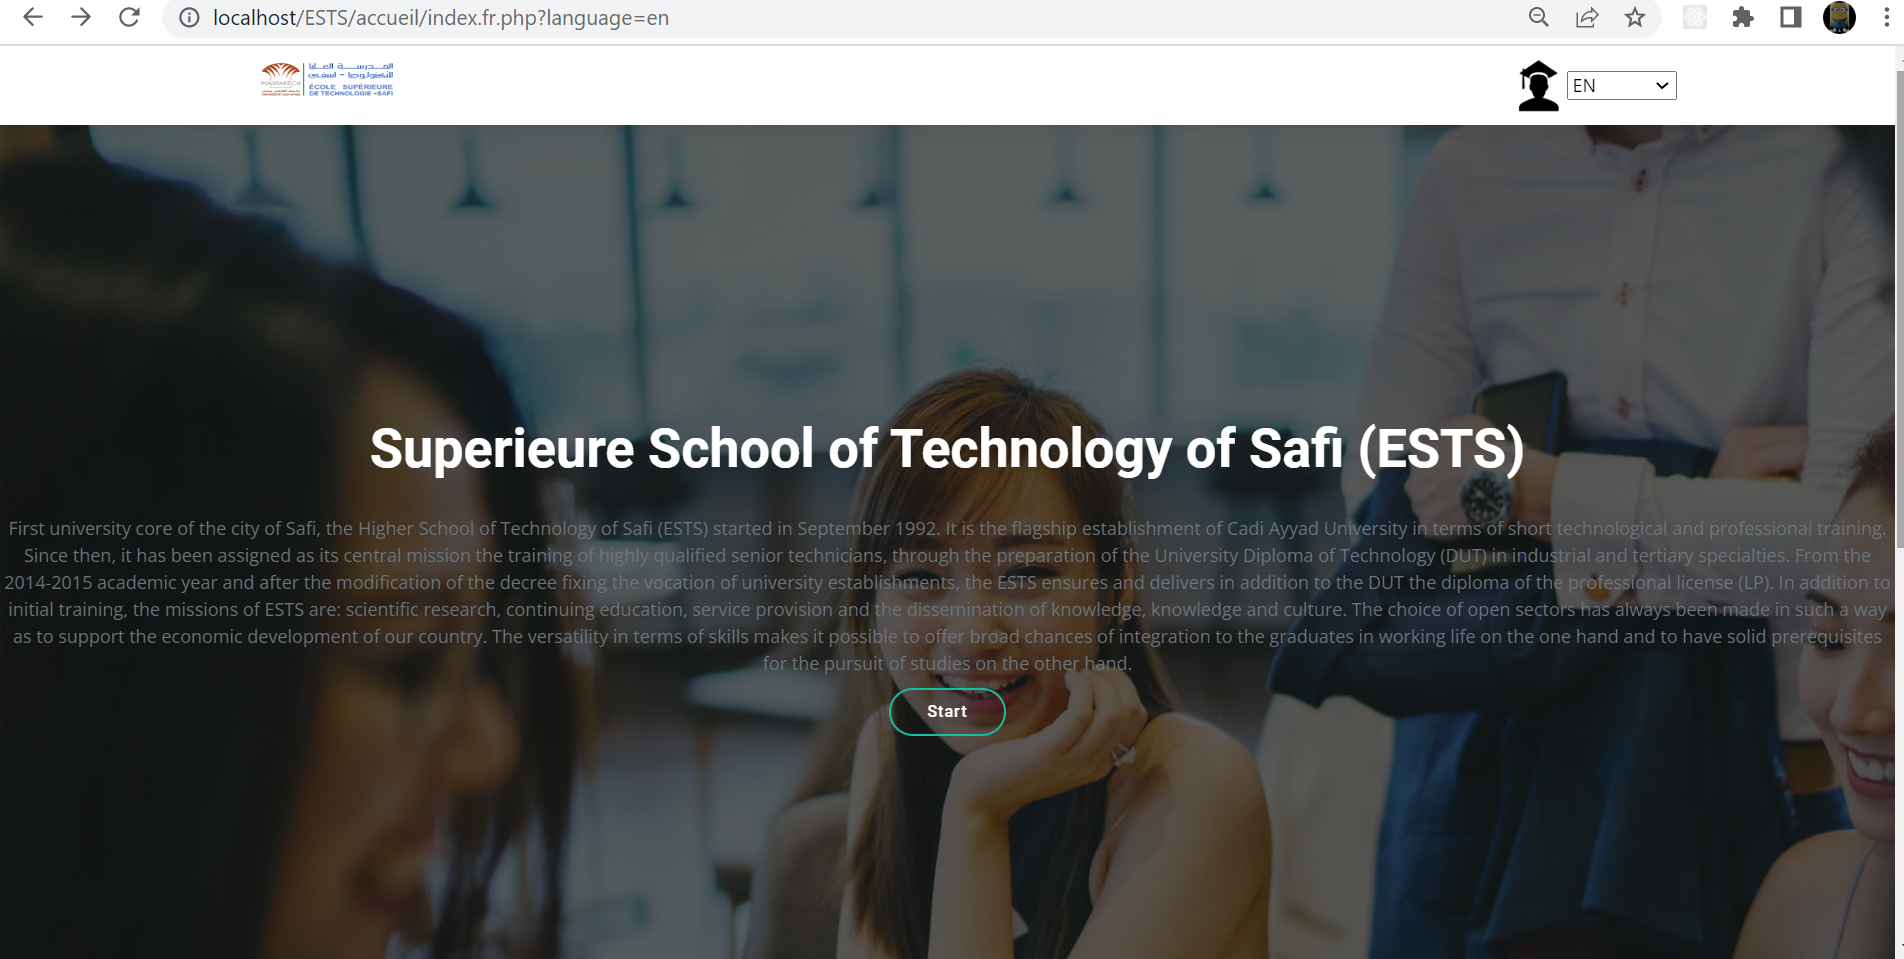 localhost/ESTS/accueil/index.fr.php?language=en
المدرسة العليا
للتكنولوجيا - آسفي
ÉCOLE SUPÉRIEURE
DE TECHNOLOGIE -SAFI
MARRAKECH
EN
Superieure School of Technology of Safi (ESTS)
First university core of the city of Safi, the Higher School of Technology of Safi (ESTS) started in September 1992. It is the flagship establishment of Cadi Ayyad University in terms of short technological and professional training.
Since then, it has been assigned as its central mission the training of highly qualified senior technicians, through the preparation of the University Diploma of Technology (DUT) in industrial and tertiary specialties. From the
2014-2015 academic year and after the modification of the decree fixing the vocation of university establishments, the ESTS ensures and delivers in addition to the DUT the diploma of the professional license (LP). In addition to
initial training, the missions of ESTS are: scientific research, continuing education, service provision and the dissemination of knowledge, knowledge and culture. The choice of open sectors has always been made in such a way
as to support the economic development of our country. The versatility in terms of skills makes it possible to offer broad chances of integration to the graduates in working life on the one hand and to have solid prerequisites
for the pursuit of studies on the other hand.
Start